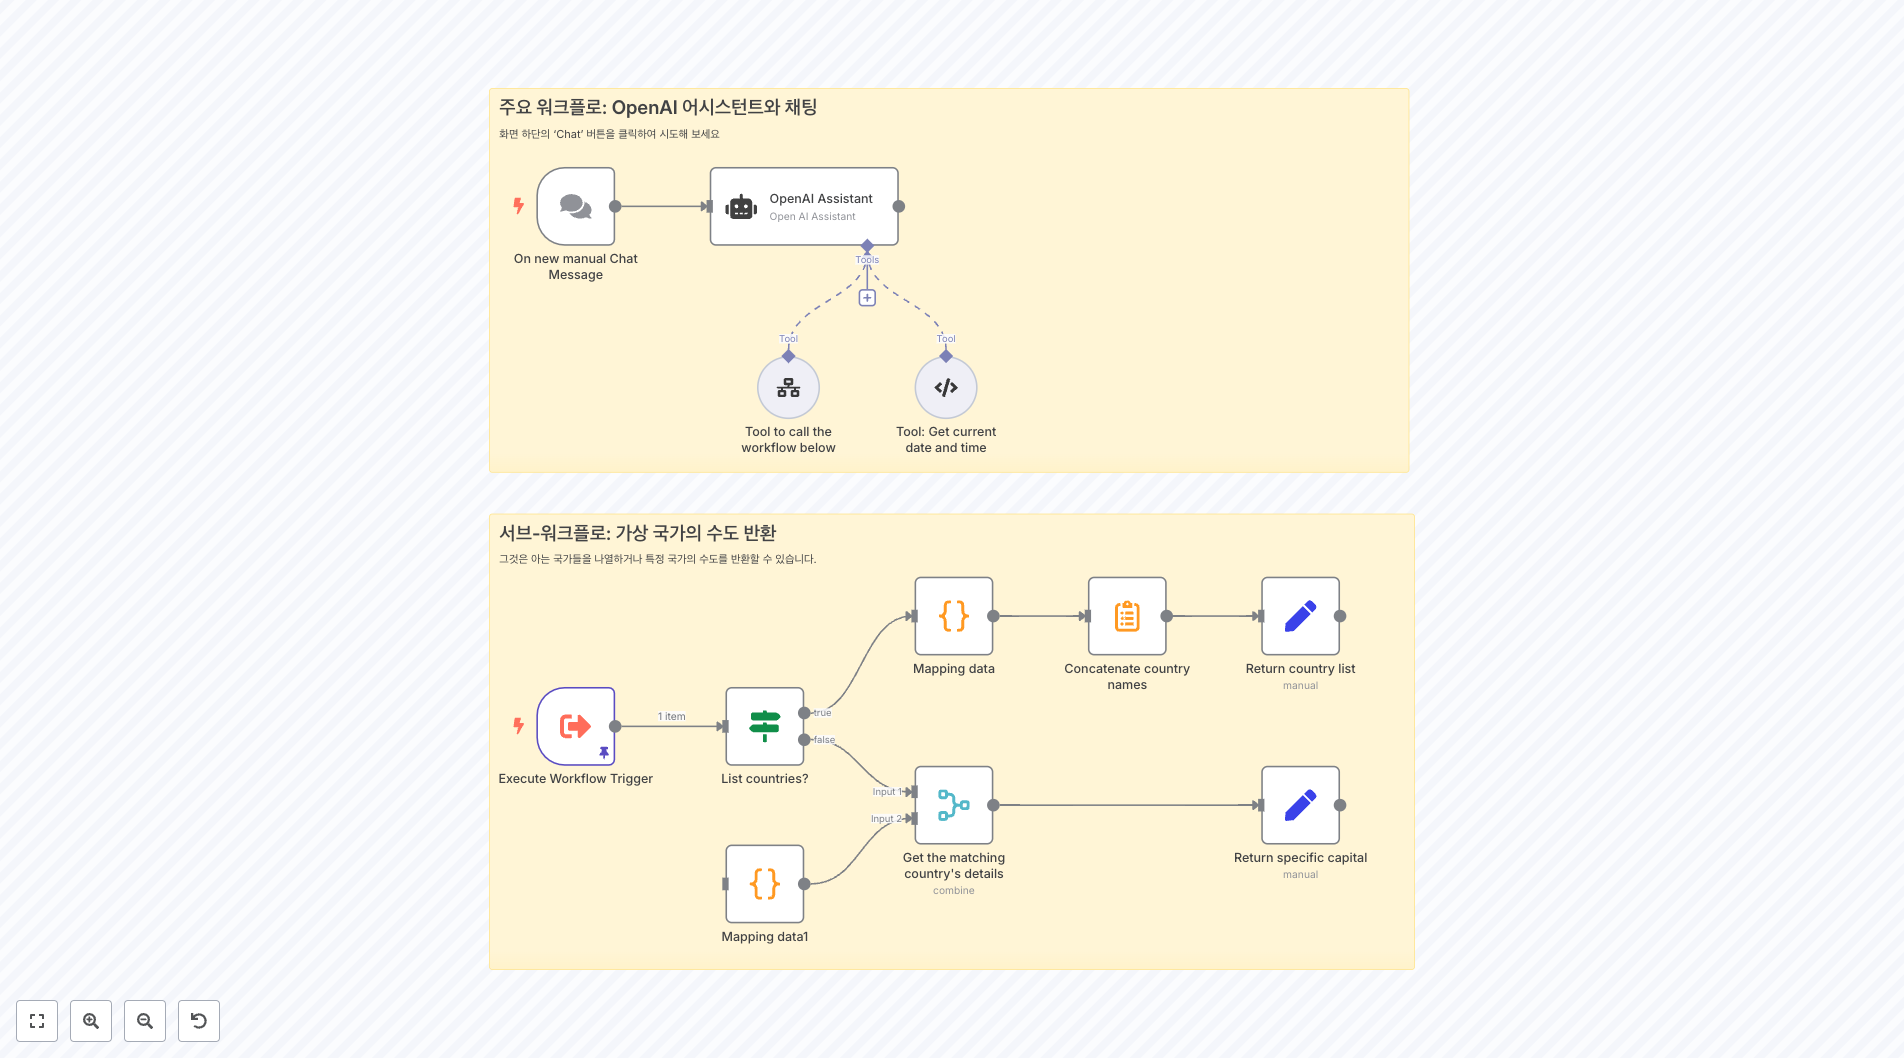 주요 워크플로: OpenAI 어시스턴트와 채팅
화면 하단의 ‘Chat’ 버튼을 클릭하여 시도해 보세요
On new manual Chat
Message
OpenAI Assistant
Open AI Assistant
Tools
Tool
Tool
Tool to call the
workflow below
Tool: Get current
date and time
서브-워크플로: 가상 국가의 수도 반환
그것은 아는 국가들을 나열하거나 특정 국가의 수도를 반환할 수 있습니다.
Mapping data
Concatenate country
names
Return country list
manual
1 item
true
false
Execute Workflow Trigger
List countries?
Input 1
Input 2
Get the matching
country's details
combine
Return specific capital
manual
Mapping data1